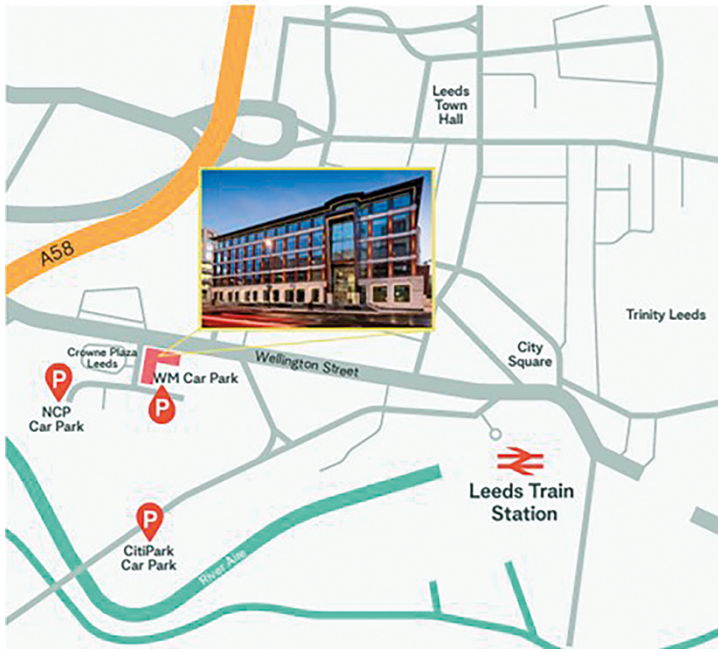 Leeds
Town
Hall
A58
Trinity Leeds
City
Square
Wellington Street
Crowne Plaza
Leeds
WM Car Park
P
P
NCP
Car Park
Leeds Train
Station
P
CitiPark
Car Park
River Aire